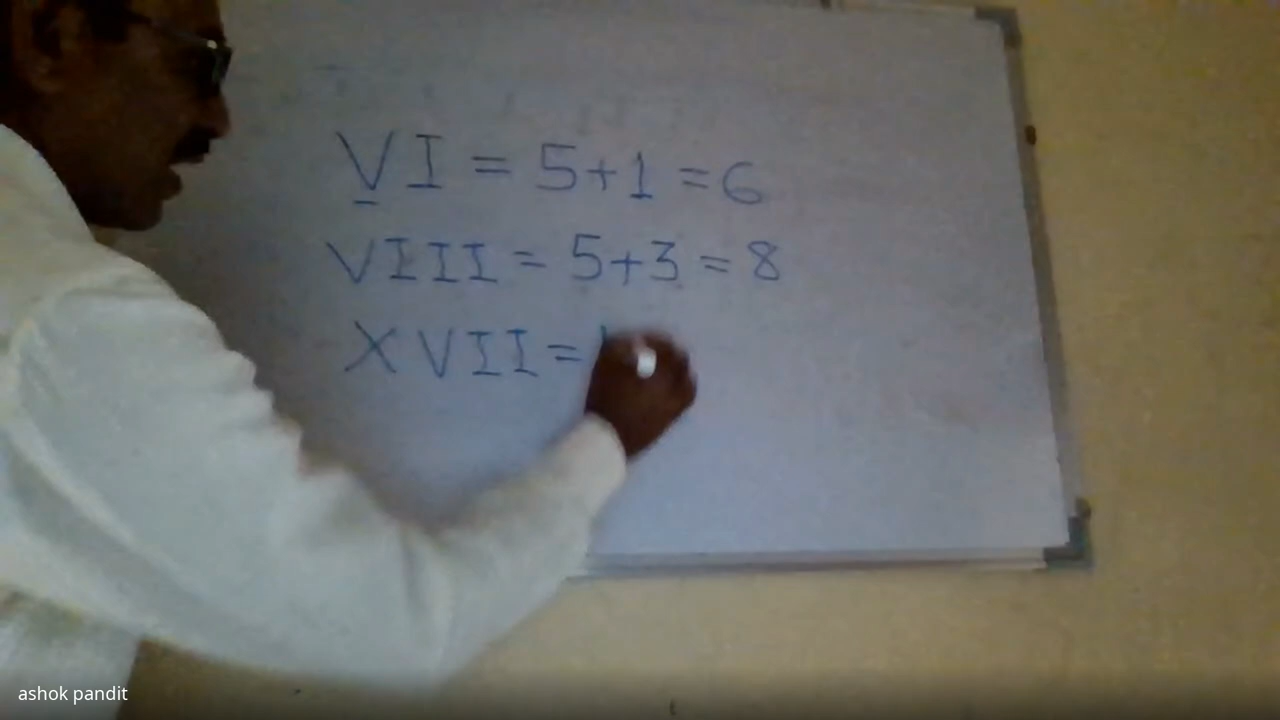 VI = 5+1 = 6
VIII = 5+3 = 8
XVII =
ashok pandit